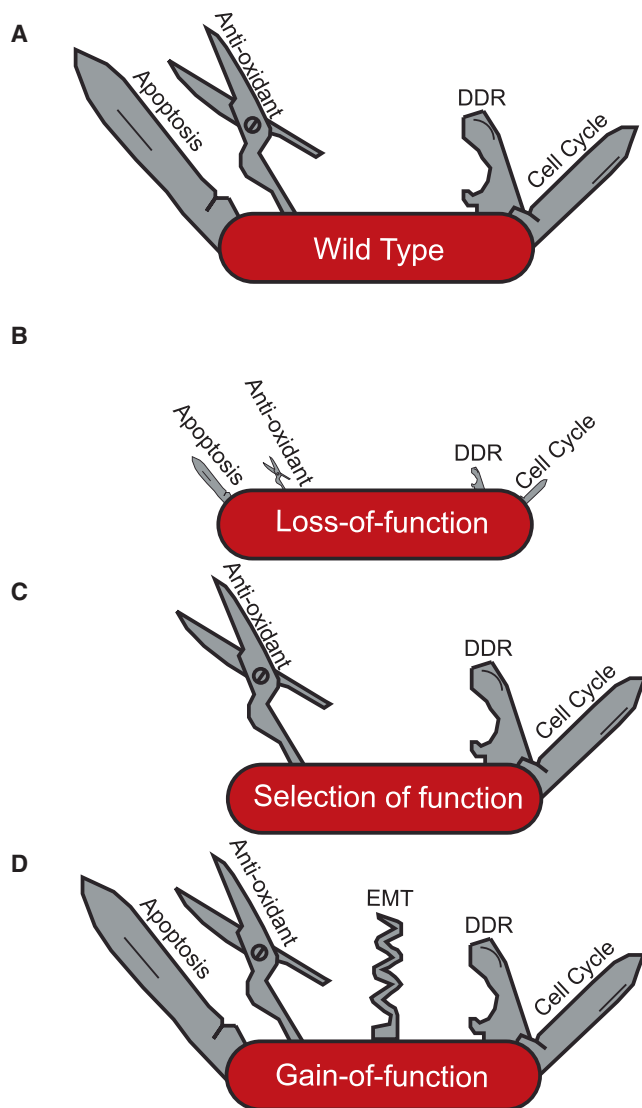 A
Apoptosis
Anti-oxidant
DDR
Cell Cycle
Wild Type
B
Apoptosis
Anti-oxidant
DDR
Cell Cycle
Loss-of-function
C
Anti-oxidant
DDR
Cell Cycle
Selection of function
D
Apoptosis
Anti-oxidant
EMT
DDR
Cell Cycle
Gain-of-function